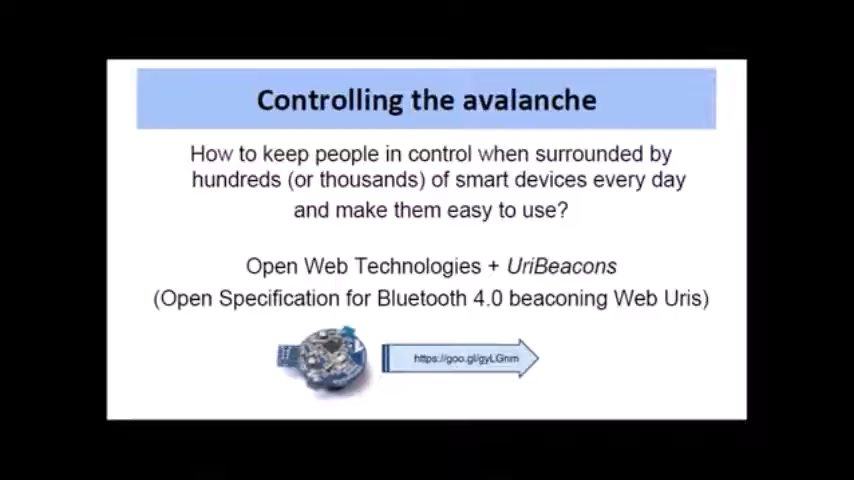 Controlling the avalanche
How to keep people in control when surrounded by
hundreds (or thousands) of smart devices every day
and make them easy to use?
Open Web Technologies + UriBeacons
(Open Specification for Bluetooth 4.0 beaconing Web Uris)
https://goo.gl/gyLGnm